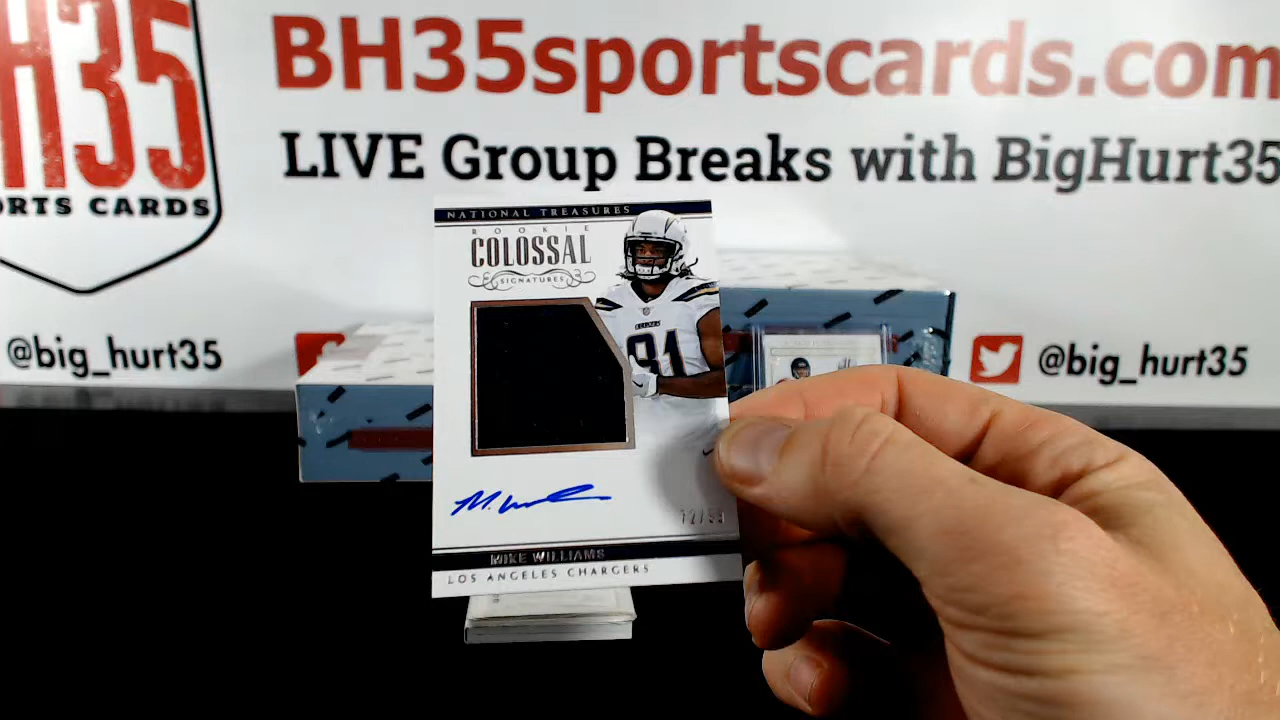 H35
RTS CARDS
BH35sportscards.com
LIVE Group Breaks with BigHurt35
@big_hurt35
@big_hurt35
NATIONAL TREASURES
ROOKIE
COLOSSAL
SIGNATURES
81
MIKE WILLIAMS
LOS ANGELES CHARGERS